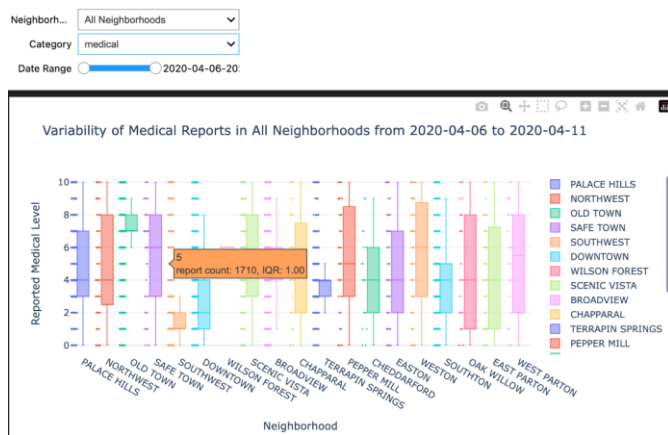 Neighborh... All Neighborhoods
Category medical
Date Range 2020-04-06-20
Variability of Medical Reports in All Neighborhoods from 2020-04-06 to 2020-04-11
Reported Medical Level
10
8
6
4
2
0
5
report count: 1710, IQR: 1.00
PALACE HILLS
NORTHWEST
OLD TOWN
SAFE TOWN
SOUTHWEST
DOWNTOWN
WILSON FOREST
SCENIC VISTA
BROADVIEW
CHAPPARAL
TERRAPIN SPRINGS
PEPPER MILL
CHEDDARFORD
EASTON
WESTON
SOUTHTON
OAK WILLOW
EAST PARTON
WEST PARTON
Neighborhood
PALACE HILLS
NORTHWEST
OLD TOWN
SAFE TOWN
SOUTHWEST
DOWNTOWN
WILSON FOREST
SCENIC VISTA
BROADVIEW
CHAPPARAL
TERRAPIN SPRINGS
PEPPER MILL